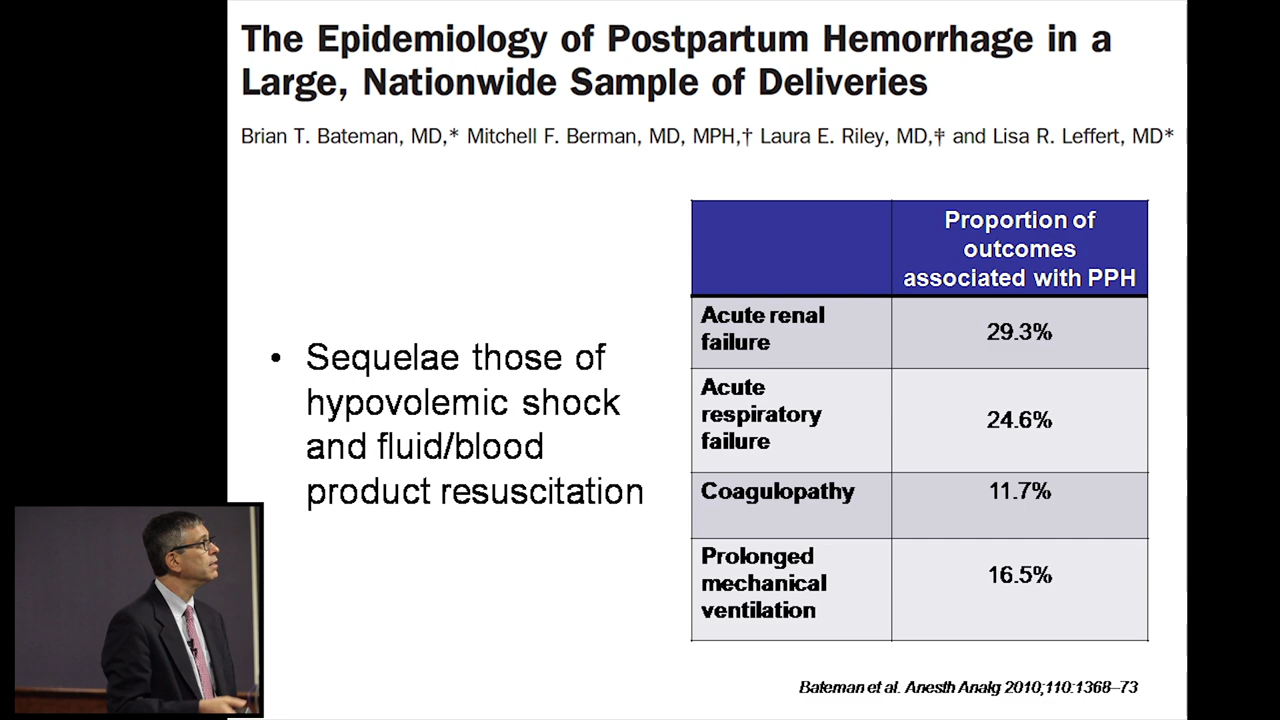 The Epidemiology of Postpartum Hemorrhage in a
Large, Nationwide Sample of Deliveries
Brian T. Bateman, MD,* Mitchell F. Berman, MD, MPH,† Laura E. Riley, MD,‡ and Lisa R. Leffert, MD*
• Sequelae those of
hypovolemic shock
and fluid/blood
product resuscitation
Proportion of
outcomes
associated with PPH
Acute renal
failure
29.3%
Acute
respiratory
failure
24.6%
Coagulopathy
11.7%
Prolonged
mechanical
ventilation
16.5%
Bateman et al. Anesth Analg 2010;110:1368–73